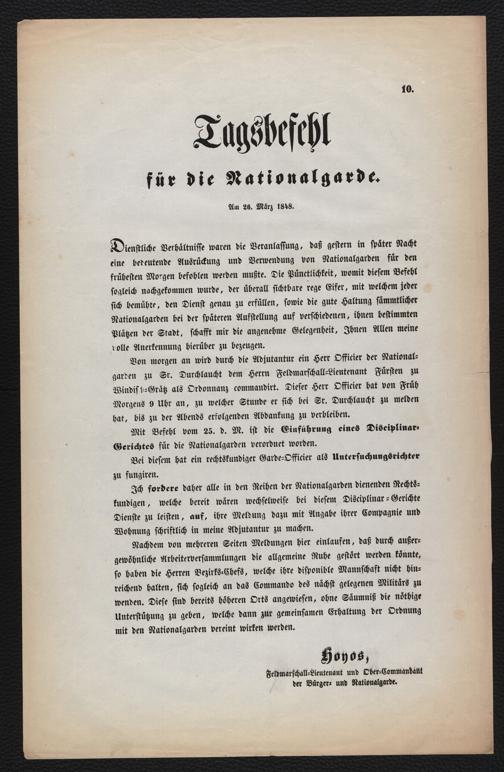 10.
Tagsbefehl
für die Nationalgarde.
Am 26. März 1848.
Dienstliche Verhältnisse waren die Veranlassung, daß gestern in später Nacht
eine bedeutende Ausrückung und Verwendung von Nationalgarden für den
frühesten Morgen befohlen werden mußte. Die Pünctlichkeit, womit diesem Befehl
sogleich nachgekommen wurde, der überall sichtbare rege Eifer, mit welchem jeder
sich bemühte, den Dienst genau zu erfüllen, sowie die gute Haltung sämmtlicher
Nationalgarden bei der späteren Aufstellung auf verschiedenen, ihnen bestimmten
Plätzen der Stadt, schafft mir die angenehme Gelegenheit, Ihnen Allen meine
volle Anerkennung hierüber zu bezeugen.
Von morgen an wird durch die Adjutantur ein Herr Officier der National-
garden zu Sr. Durchlaucht dem Herrn Feldmarschall-Lieutenant Fürsten zu
Windisch-Grätz als Ordonnanz commandirt. Dieser Herr Officier hat von Früh
Morgens 9 Uhr an, zu welcher Stunde er sich bei Sr. Durchlaucht zu melden
hat, bis zu der Abends erfolgenden Abdankung zu verbleiben.
Mit Befehl vom 25. d. M. ist die Einführung eines Disciplinar-
Gerichtes für die Nationalgarden verordnet worden.
Bei diesem hat ein rechtskundiger Garde-Officier als Untersuchungsrichter
zu fungiren.
Ich fordere daher alle in den Reihen der Nationalgarden dienenden Rechts-
kundigen, welche bereit wären wechselweise bei diesem Disciplinar-Gerichte
Dienste zu leisten, auf, ihre Meldung dazu mit Angabe ihrer Compagnie und
Wohnung schriftlich in meine Adjutantur zu machen.
Nachdem von mehreren Seiten Meldungen hier einlaufen, daß durch außer-
gewöhnliche Arbeiterversammlungen die allgemeine Ruhe gestört werden könnte,
so haben die Herren Bezirks-Chefs, welche ihre disponible Mannschaft nicht hin-
reichend halten, sich sogleich an das Commando des nächst gelegenen Militärs zu
wenden. Diese sind bereits höheren Orts angewiesen, ohne Säumniß die nöthige
Unterstützung zu geben, welche dann zur gemeinsamen Erhaltung der Ordnung
mit den Nationalgarden vereint wirken werden.
Hoyos,
Feldmarschall-Lieutenant und Ober-Commandant
der Bürger- und Nationalgarde.